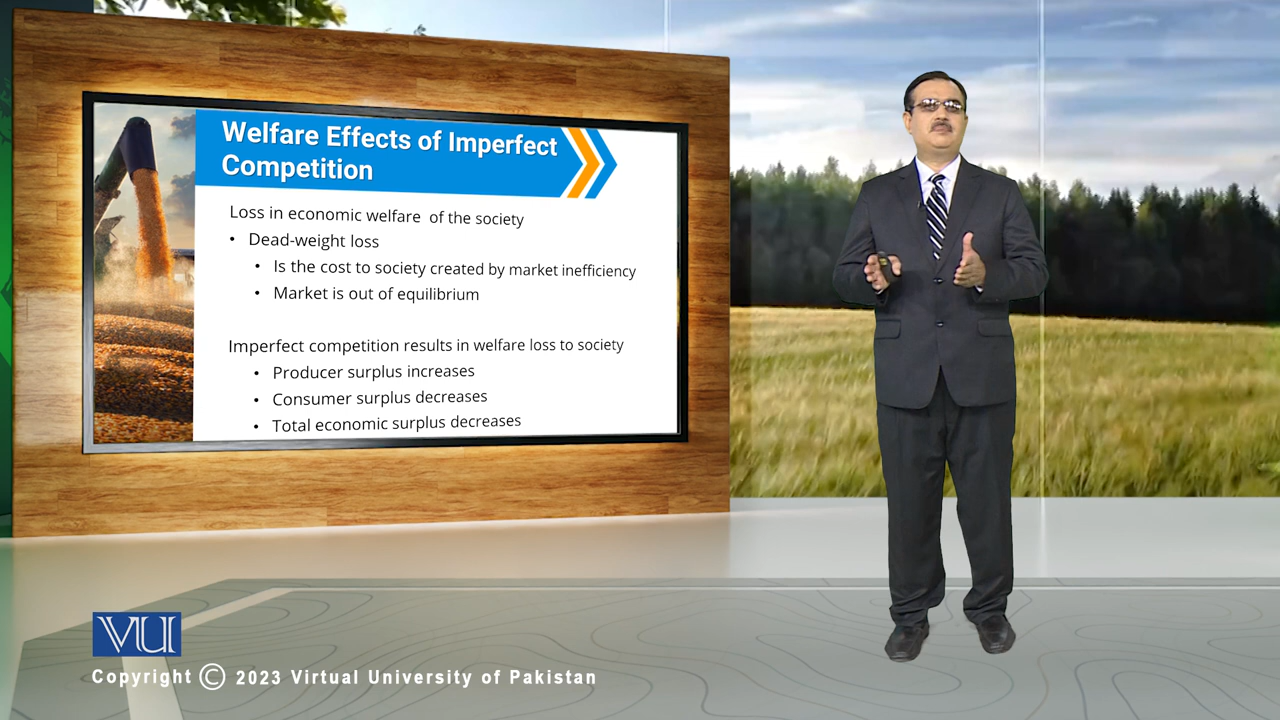 Welfare Effects of Imperfect
Competition
Loss in economic welfare of the society
• Dead-weight loss
• Is the cost to society created by market inefficiency
• Market is out of equilibrium
Imperfect competition results in welfare loss to society
• Producer surplus increases
• Consumer surplus decreases
• Total economic surplus decreases
VU
Copyright © 2023 Virtual University of Pakistan